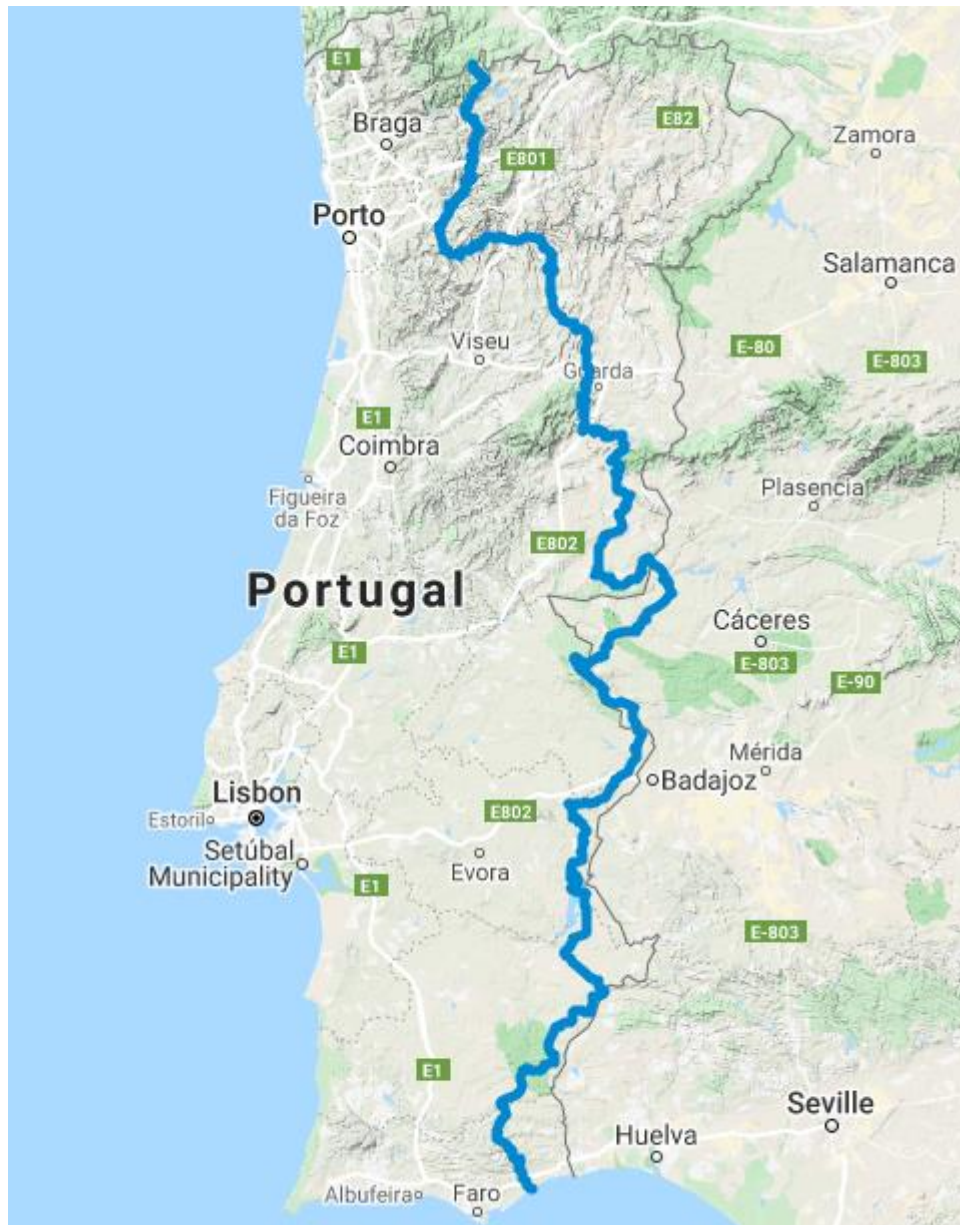 E1
E82
Braga
Zamora
E801
Porto
Salamanca
Viseu
E-80
E-803
Guarda
E1
Coimbra
Plasencia
Figueira
da Foz
E802
Portugal
Cáceres
E1
E-803
E-90
Mérida
Badajoz
Lisbon
E802
Estoril
Setúbal
Municipality
Evora
E1
E-803
E1
Seville
Huelva
Albufeira
Faro